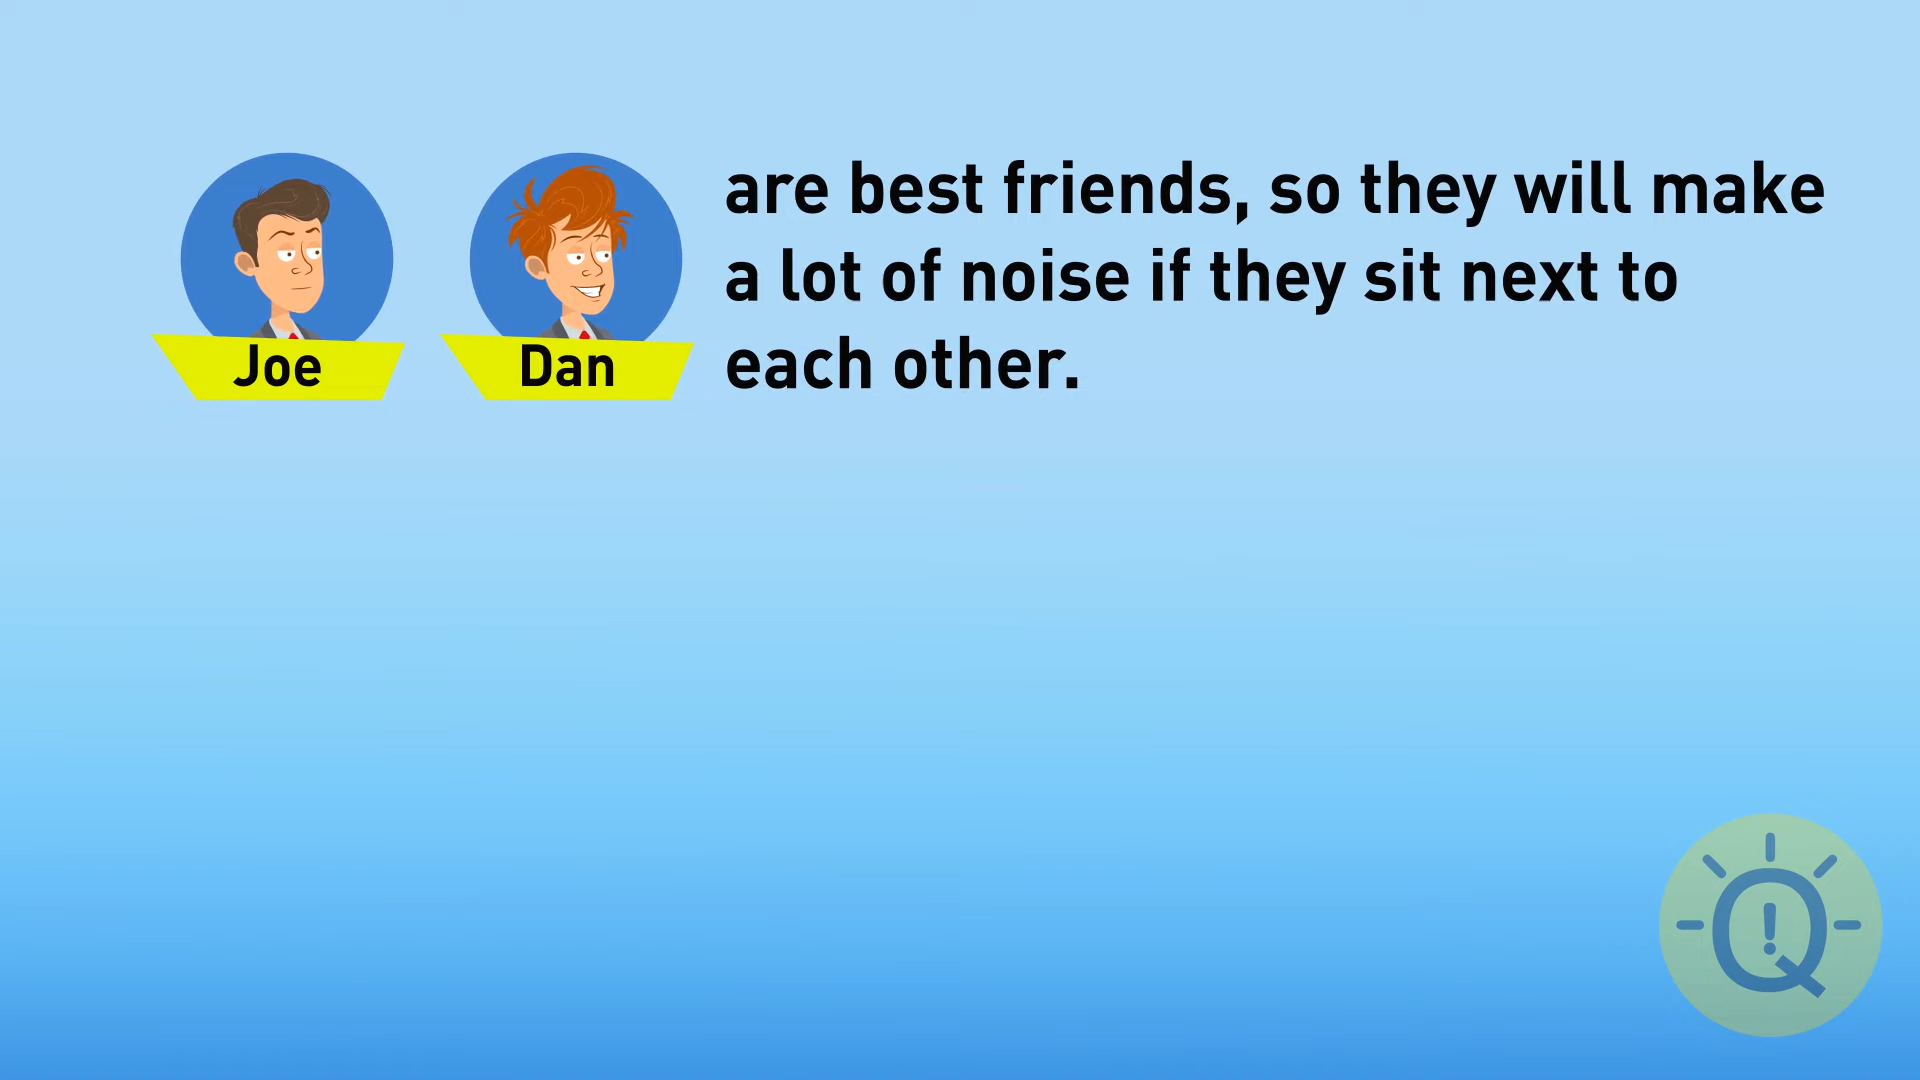 are best friends, so they will make
a lot of noise if they sit next to
each other.
Joe
Dan
Q!